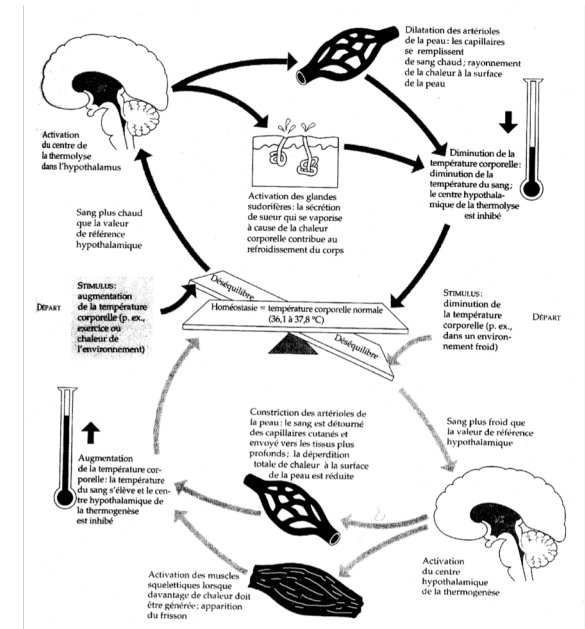 Dilatation des artérioles
de la peau: les capillaires
se remplissent
de sang chaud; rayonnement
de la chaleur à la surface
de la peau
Activation
du centre de
la thermolyse
dans l'hypothalamus
Activation des glandes
sudorifères: la sécrétion
de sueur qui se vaporise
à cause de la chaleur
corporelle contribue au
refroidissement du corps
Diminution de la
température corporelle:
diminution de la
température du sang;
le centre hypothala-
mique de la thermolyse
est inhibé
Sang plus chaud
que la valeur
de référence
hypothalamique
DÉPART
STIMULUS:
augmentation
de la température
corporelle (p. ex.,
exercice ou
chaleur de
l'environnement)
Déséquilibre
Homéostasie = température corporelle normale
(36,1 à 37,8 °C)
Déséquilibre
STIMULUS:
diminution de
la température
corporelle (p. ex.,
dans un environ-
nement froid)
DÉPART
Sang plus froid que
la valeur de référence
hypothalamique
Constriction des artérioles de
la peau: le sang est détourné
des capillaires cutanés et
envoyé vers les tissus plus
profonds; la déperdition
totale de chaleur à la surface
de la peau est réduite
Augmentation
de la température cor-
porelle: la température
du sang s'élève et le cen-
tre hypothalamique de
la thermogenèse
est inhibé
Activation des muscles
squelettiques lorsque
davantage de chaleur doit
être générée; apparition
du frisson
Activation
du centre
hypothalamique
de la thermogenèse